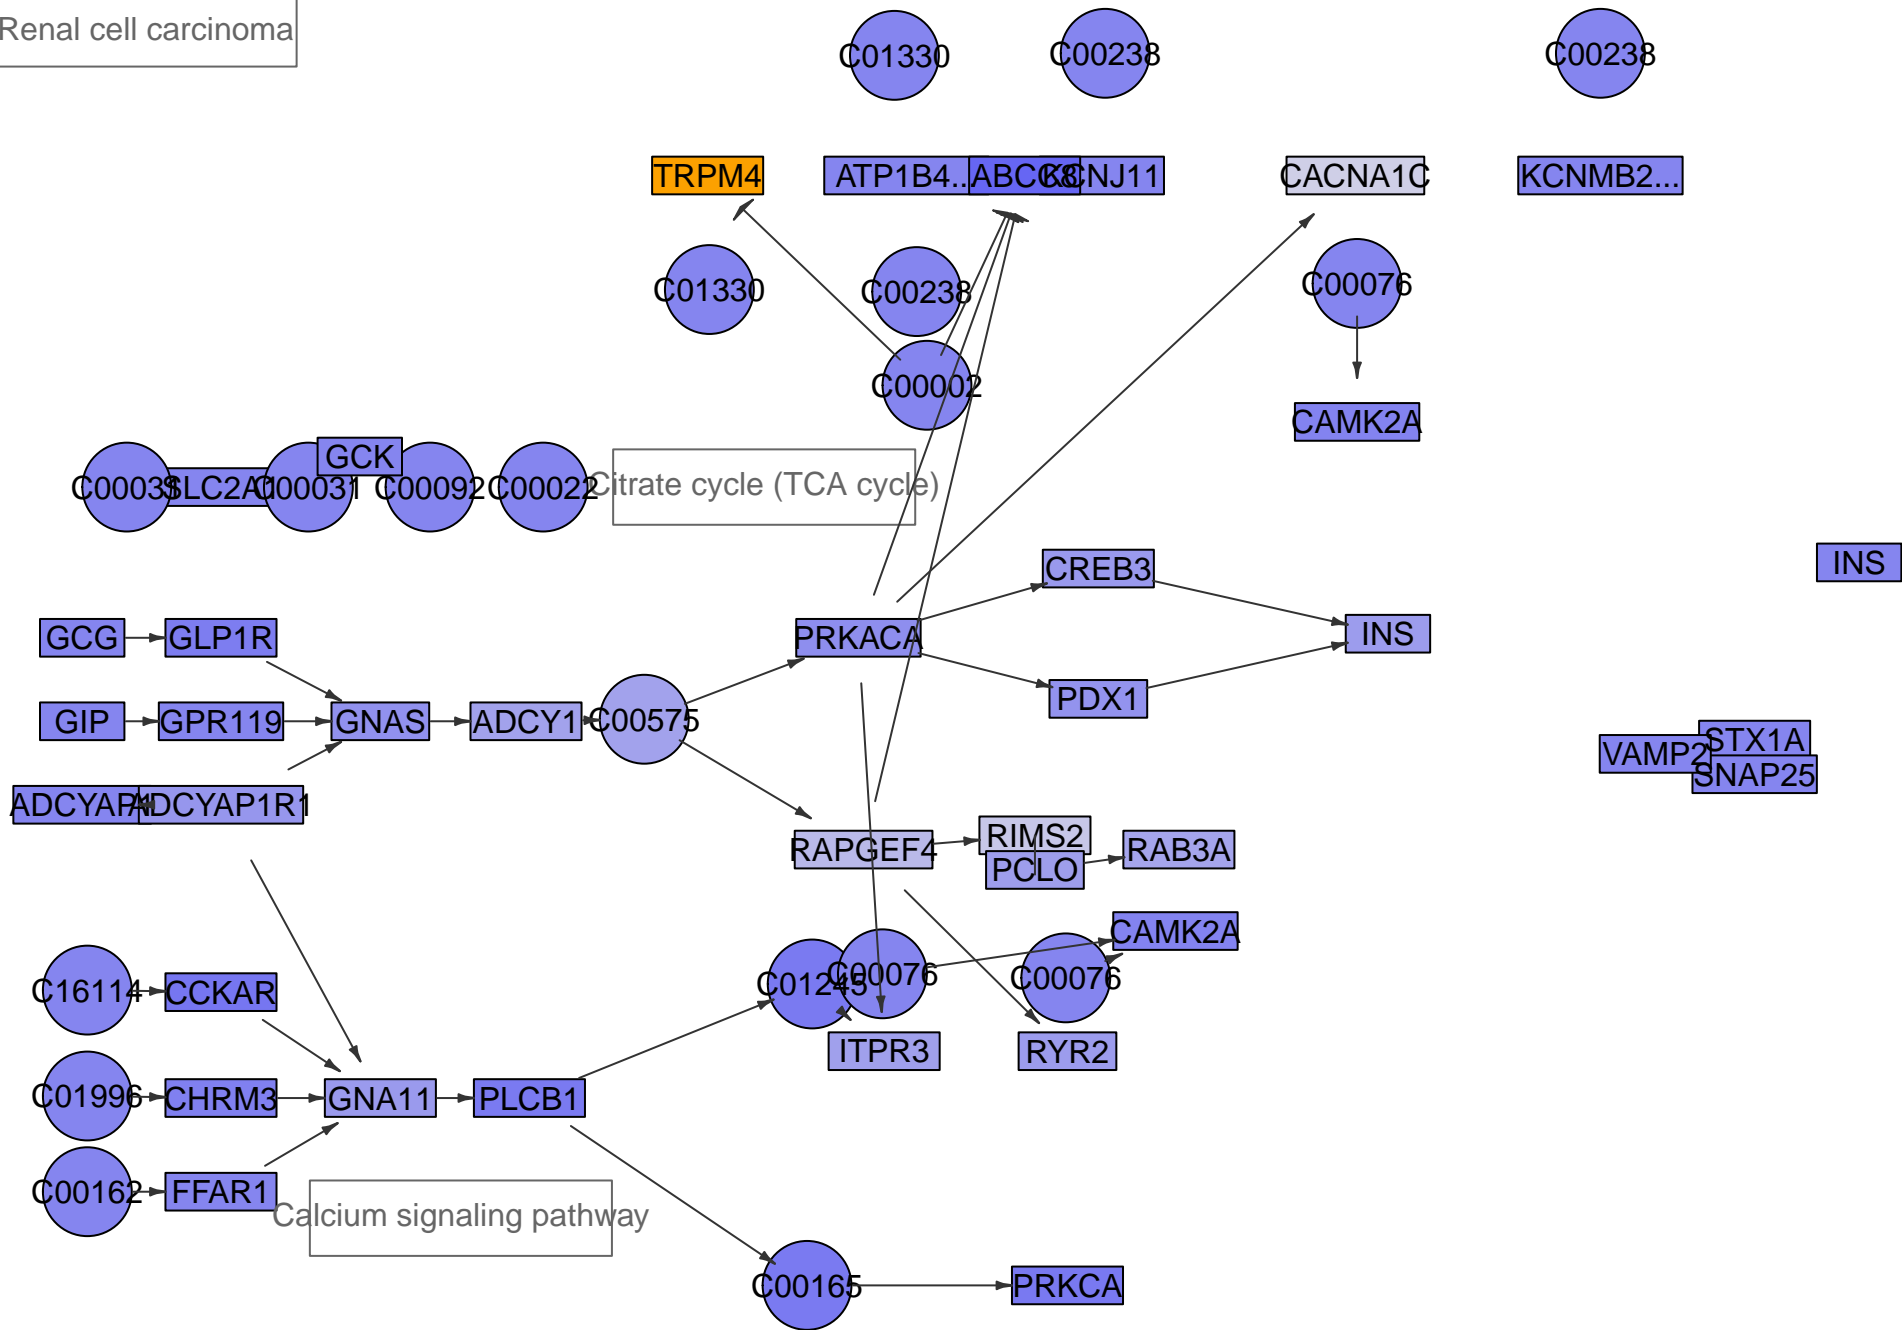 Renal cell carcinoma
C01330
C00238
C00238
TRPM4
ATP1B4...
ABCC8
KCNJ11
CACNA1C
KCNMB2...
C01330
C00238
C00076
C00002
CAMK2A
C00031
SLC2A1
C00031
GCK
C00092
C00022
Citrate cycle (TCA cycle)
CREB3
INS
GCG
GLP1R
PRKACA
INS
GIP
GPR119
GNAS
ADCY1
C00575
PDX1
VAMP2
STX1A
SNAP25
ADCYAP1
ADCYAP1R1
RAPGEF4
RIMS2
PCLO
RAB3A
CAMK2A
C16114
CCKAR
C01245
C00076
C00076
ITPR3
RYR2
C01996
CHRM3
GNA11
PLCB1
C00162
FFAR1
Calcium signaling pathway
C00165
PRKCA